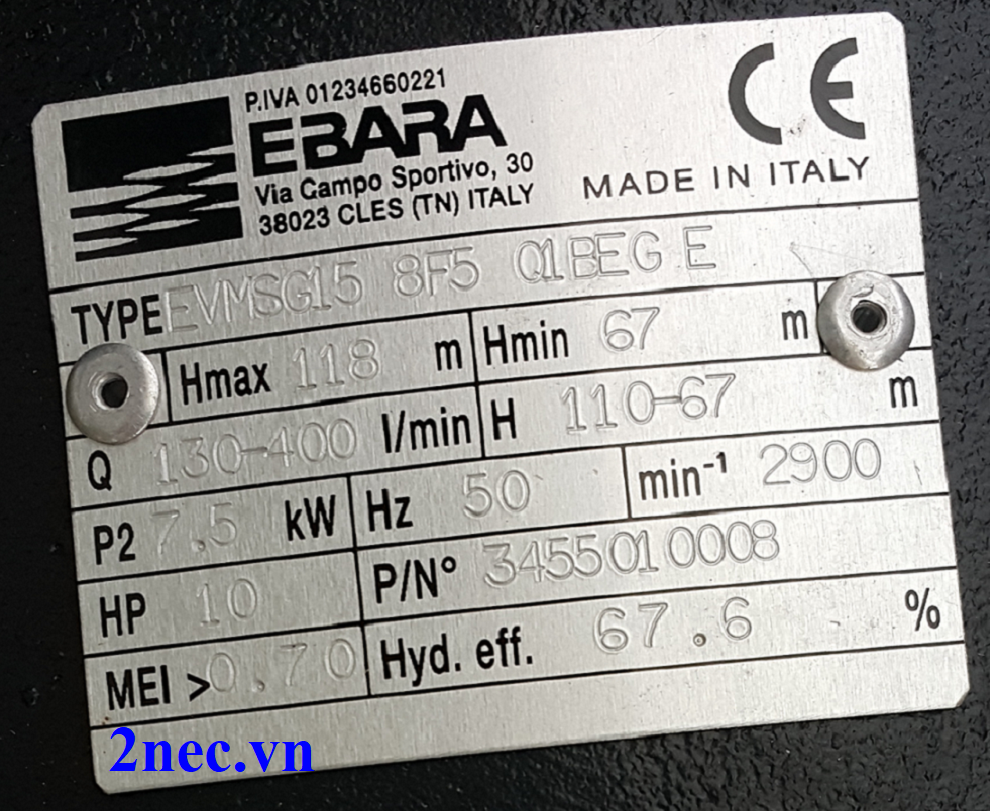 P.IVA 01234660221
EBARA
Via Campo Sportivo, 30
38023 CLES (TN) ITALY
CE
MADE IN ITALY
TYPE EVMSG15 8F5 Q1BEG E
Hmax 118 m Hmin 67 m
Q 130-400 l/min H 110-67 m
P2 7.5 kW Hz 50 min⁻¹ 2900
HP 10 P/N° 3455010008
MEI >0.70 Hyd. eff. 67.6 %
2nec.vn